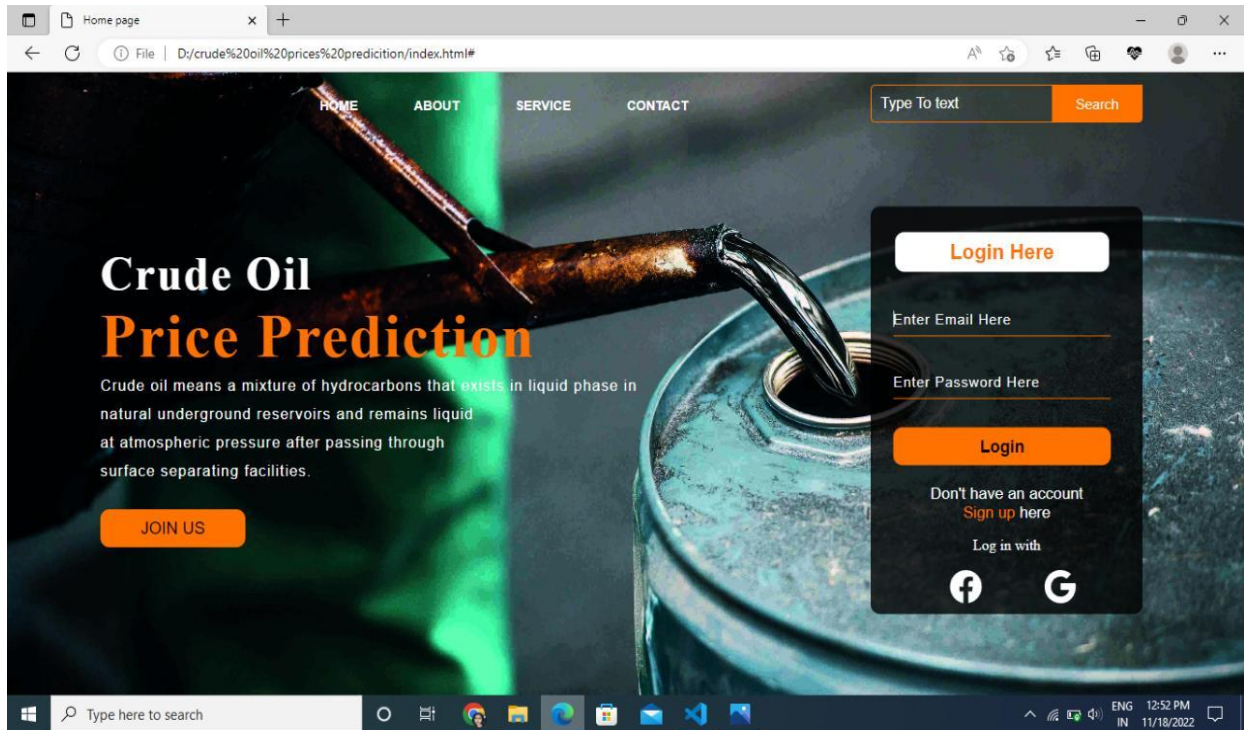 Home page
File | D:/crude%20oil%20prices%20predicition/index.html#
HOME ABOUT SERVICE CONTACT
Type To text Search
Crude Oil
Price Prediction
Crude oil means a mixture of hydrocarbons that exists in liquid phase in
natural underground reservoirs and remains liquid
at atmospheric pressure after passing through
surface separating facilities.
JOIN US
Login Here
Enter Email Here
Enter Password Here
Login
Don't have an account
Sign up here
Log in with
Type here to search
ENG 12:52 PM
IN 11/18/2022